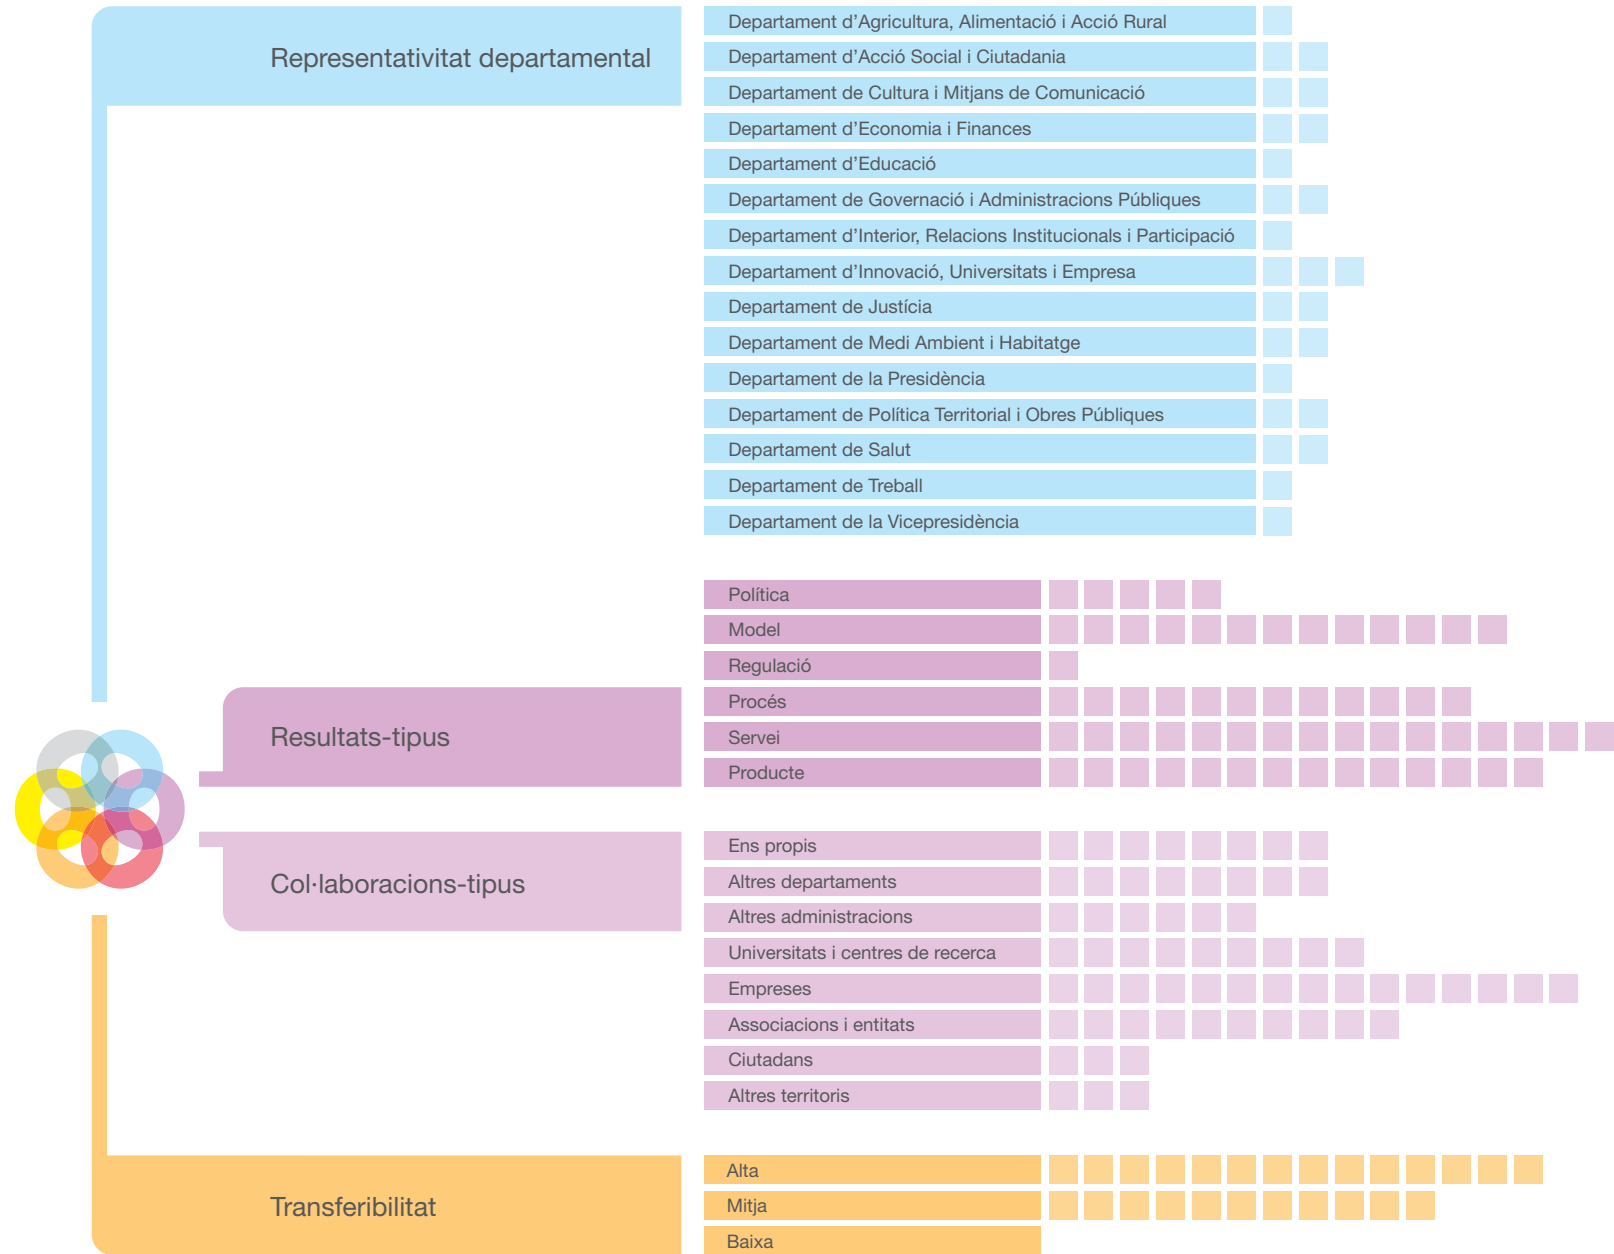 Representativitat departamental
Departament d’Agricultura, Alimentació i Acció Rural
Departament d’Acció Social i Ciutadania
Departament de Cultura i Mitjans de Comunicació
Departament d’Economia i Finances
Departament d’Educació
Departament de Governació i Administracions Públiques
Departament d’Interior, Relacions Institucionals i Participació
Departament d’Innovació, Universitats i Empresa
Departament de Justícia
Departament de Medi Ambient i Habitatge
Departament de la Presidència
Departament de Política Territorial i Obres Públiques
Departament de Salut
Departament de Treball
Departament de la Vicepresidència
Resultats-tipus
Política
Model
Regulació
Procés
Servei
Producte
Col·laboracions-tipus
Ens propis
Altres departaments
Altres administracions
Universitats i centres de recerca
Empreses
Associacions i entitats
Ciutadans
Altres territoris
Transferibilitat
Alta
Mitja
Baixa